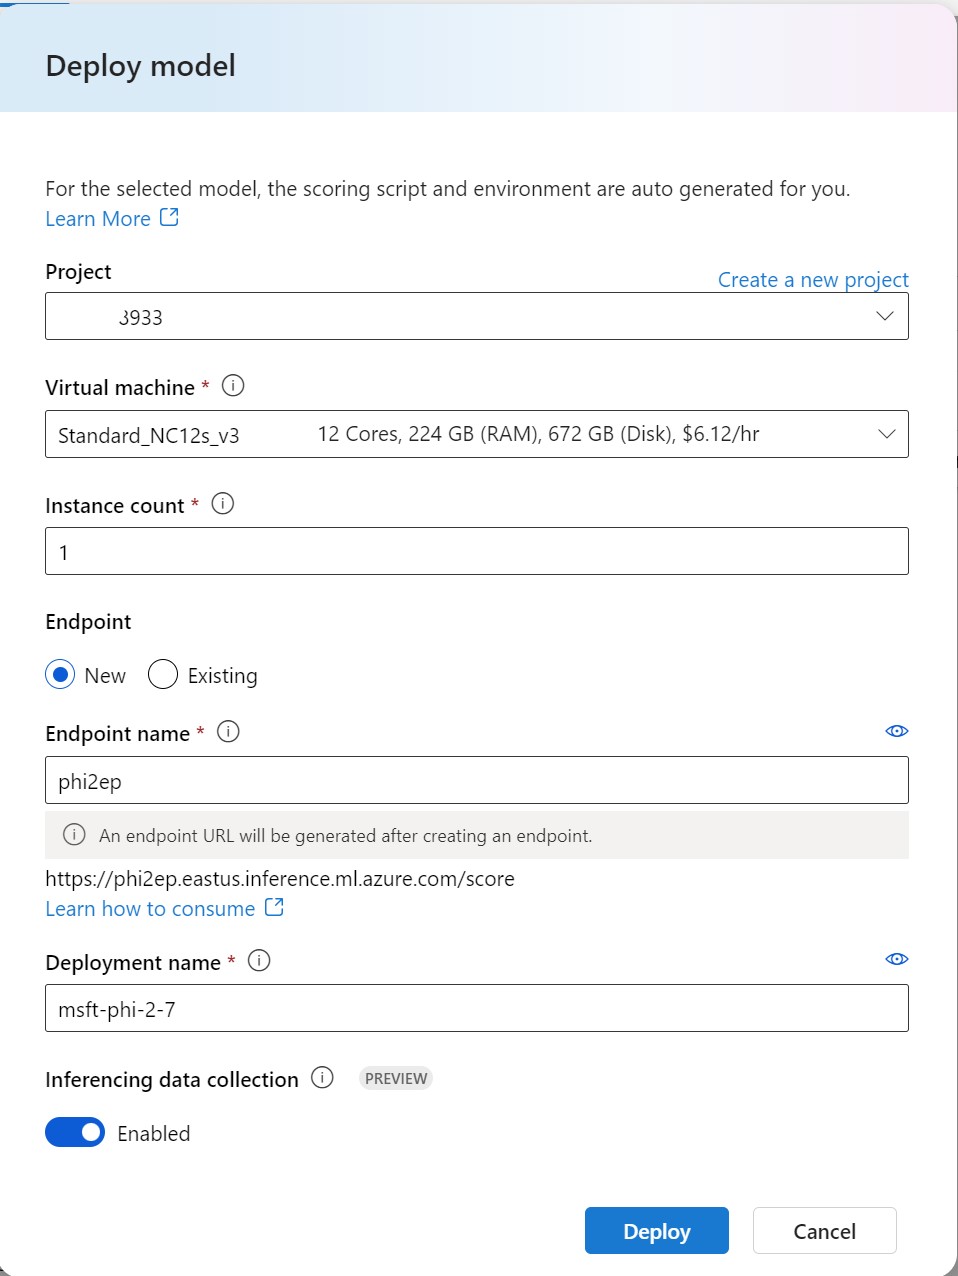 Deploy model
For the selected model, the scoring script and environment are auto generated for you.
Learn More
Project
Create a new project
3933
Virtual machine *
Standard_NC12s_v3 12 Cores, 224 GB (RAM), 672 GB (Disk), $6.12/hr
Instance count *
1
Endpoint
New Existing
Endpoint name *
phi2ep
An endpoint URL will be generated after creating an endpoint.
https://phi2ep.eastus.inference.ml.azure.com/score
Learn how to consume
Deployment name *
msft-phi-2-7
Inferencing data collection PREVIEW
Enabled
Deploy Cancel